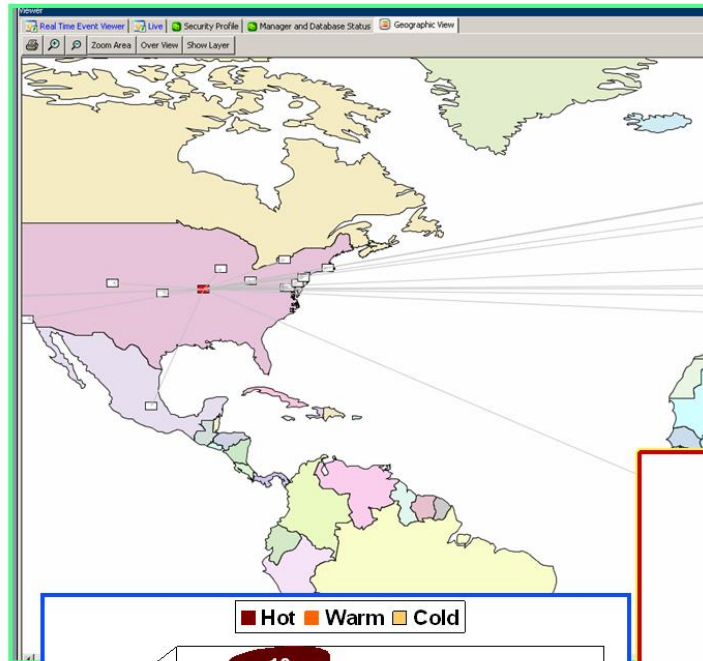 Viewer
Real Time Event Viewer Live Security Profile Manager and Database Status Geographic View
Zoom Area Over View Show Layer
Hot Warm Cold